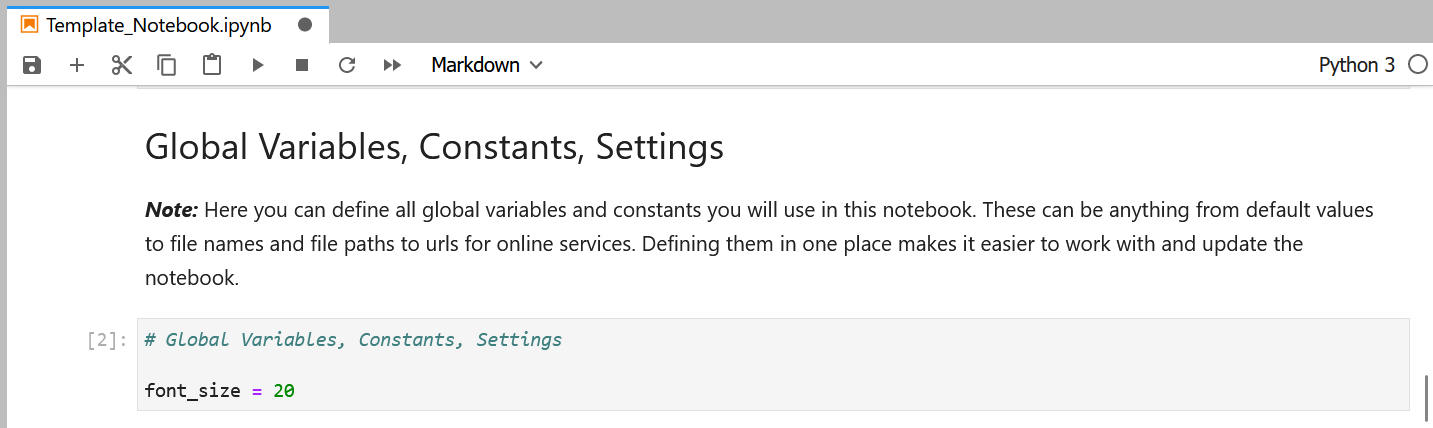 Template_Notebook.ipynb
Markdown
Python 3
Global Variables, Constants, Settings
Note: Here you can define all global variables and constants you will use in this notebook. These can be anything from default values
to file names and file paths to urls for online services. Defining them in one place makes it easier to work with and update the
notebook.
[2]:
# Global Variables, Constants, Settings
font_size = 20